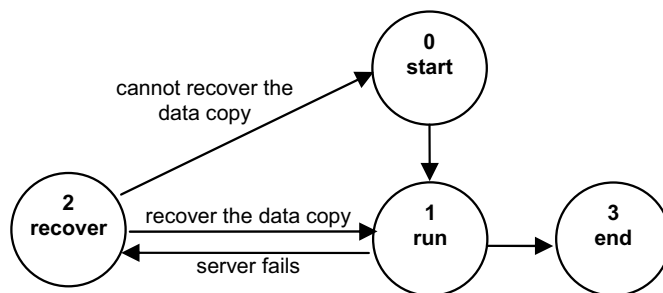 0
start
cannot recover the
data copy
2
recover
recover the data copy
1
run
3
end
server fails